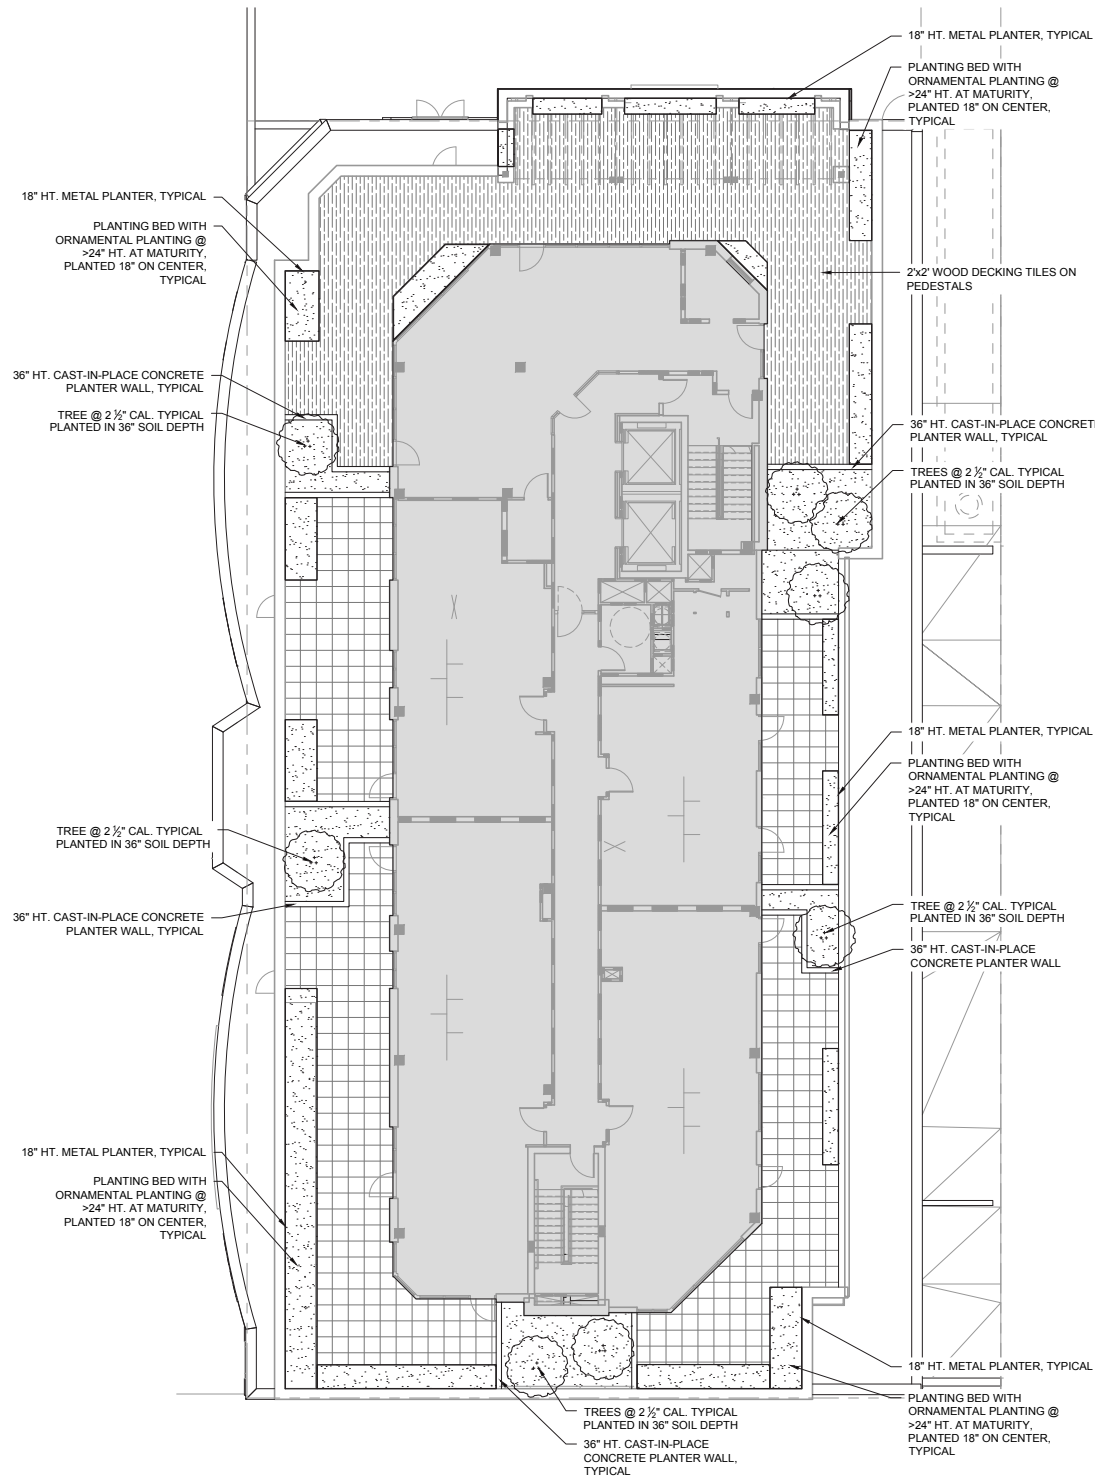 18" HT. METAL PLANTER, TYPICAL
PLANTING BED WITH
ORNAMENTAL PLANTING @
>24" HT. AT MATURITY,
PLANTED 18" ON CENTER,
TYPICAL
18" HT. METAL PLANTER, TYPICAL
PLANTING BED WITH
ORNAMENTAL PLANTING @
>24" HT. AT MATURITY,
PLANTED 18" ON CENTER,
TYPICAL
2'x2' WOOD DECKING TILES ON
PEDESTALS
36" HT. CAST-IN-PLACE CONCRETE
PLANTER WALL, TYPICAL
TREE @ 2 ½" CAL. TYPICAL
PLANTED IN 36" SOIL DEPTH
36" HT. CAST-IN-PLACE CONCRETE
PLANTER WALL, TYPICAL
TREES @ 2 ½" CAL. TYPICAL
PLANTED IN 36" SOIL DEPTH
18" HT. METAL PLANTER, TYPICAL
PLANTING BED WITH
ORNAMENTAL PLANTING @
>24" HT. AT MATURITY,
PLANTED 18" ON CENTER,
TYPICAL
TREE @ 2 ½" CAL. TYPICAL
PLANTED IN 36" SOIL DEPTH
36" HT. CAST-IN-PLACE CONCRETE
PLANTER WALL, TYPICAL
TREE @ 2 ½" CAL. TYPICAL
PLANTED IN 36" SOIL DEPTH
36" HT. CAST-IN-PLACE
CONCRETE PLANTER WALL
18" HT. METAL PLANTER, TYPICAL
PLANTING BED WITH
ORNAMENTAL PLANTING @
>24" HT. AT MATURITY,
PLANTED 18" ON CENTER,
TYPICAL
18" HT. METAL PLANTER, TYPICAL
PLANTING BED WITH
ORNAMENTAL PLANTING @
>24" HT. AT MATURITY,
PLANTED 18" ON CENTER,
TYPICAL
TREES @ 2 ½" CAL. TYPICAL
PLANTED IN 36" SOIL DEPTH
36" HT. CAST-IN-PLACE
CONCRETE PLANTER WALL,
TYPICAL